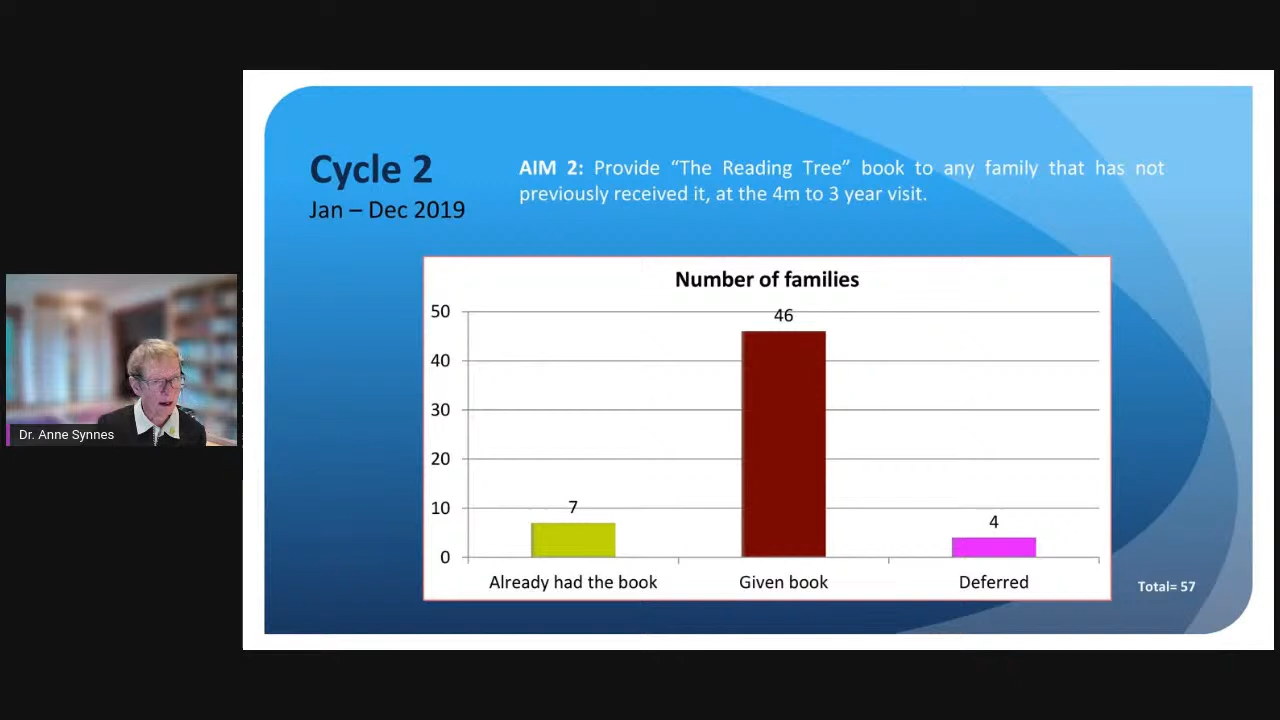 Cycle 2
Jan – Dec 2019
AIM 2: Provide “The Reading Tree” book to any family that has not
previously received it, at the 4m to 3 year visit.
Number of families
50
40
30
20
10
0
7
46
4
Already had the book
Given book
Deferred
Total= 57
Dr. Anne Synnes